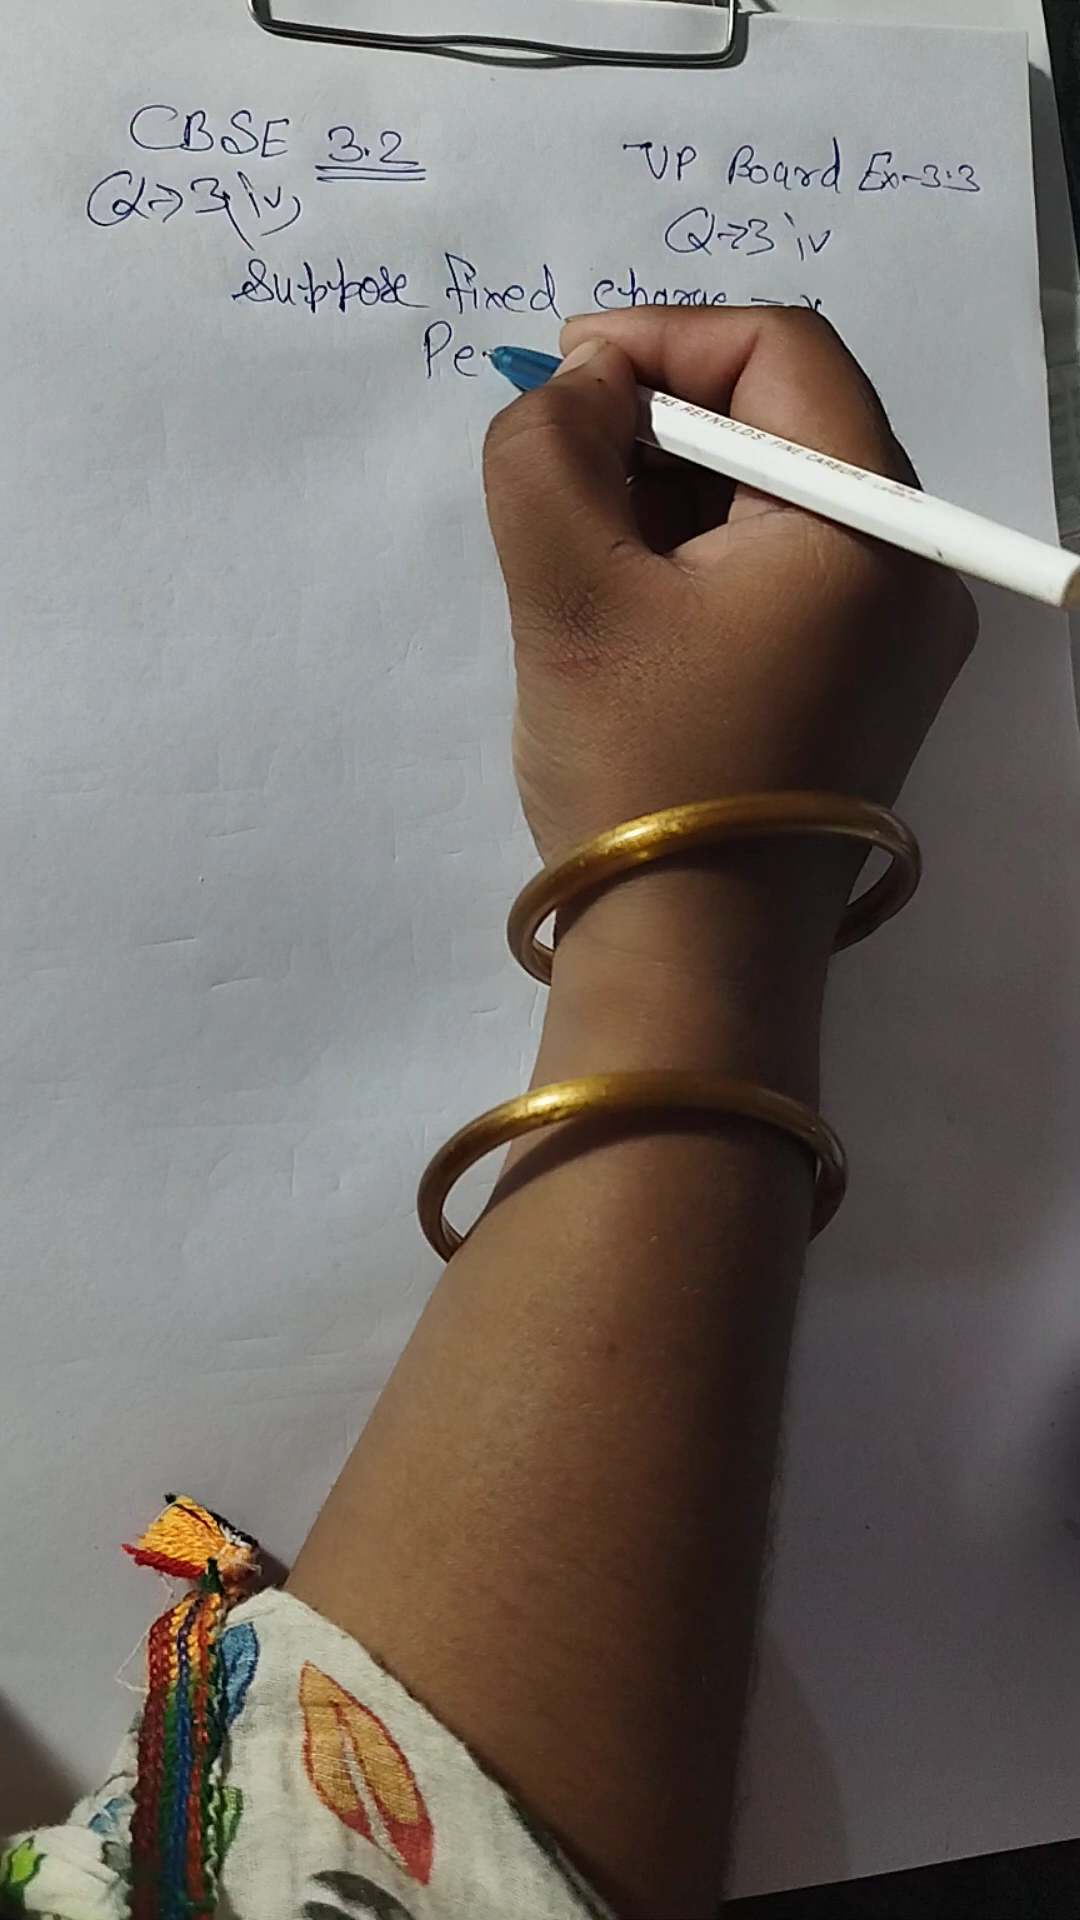 CBSE 3.2
UP Board Ex-3.3
Q→3(iv)
Q→3 iv
Suppose fixed charge - x
Pe
045 REYNOLDS FINE CARBURE